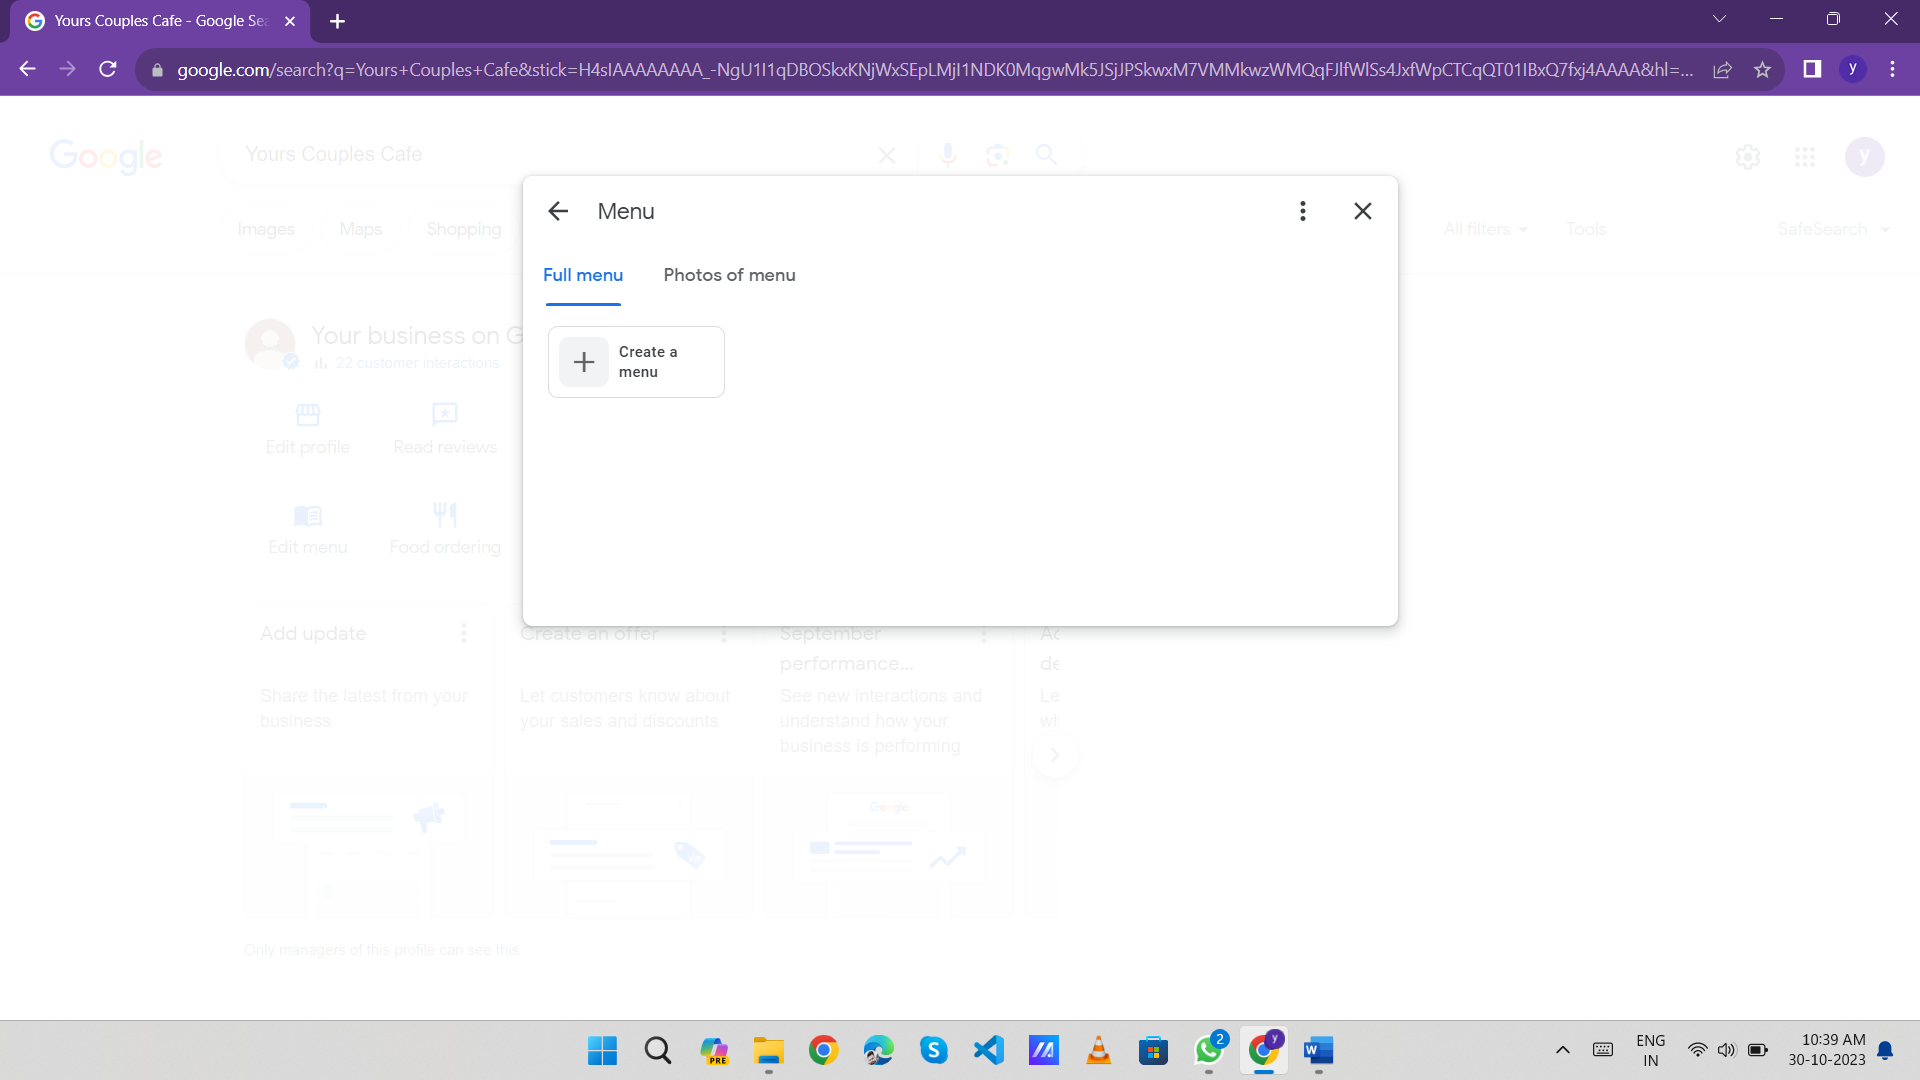 Yours Couples Cafe - Google Sea
google.com/search?q=Yours+Couples+Cafe&stick=H4sIAAAAAAAA_-NgU1I1qDBOSkxKNjWxSEpLMjI1NDK0MqgwMk5JSjJPSkwxM7VMMkwzWMQqFJlfWlSs4JxfWpCTCqQT01IBxQ7fxj4AAAA&hl=...
y
Google
Yours Couples Cafe
y
Images
Maps
Shopping
All filters
Tools
SafeSearch
Menu
Full menu
Photos of menu
Create a
menu
Your business on G
22 customer interactions
Edit profile
Read reviews
Edit menu
Food ordering
Add update
Share the latest from your
business
Create an offer
Let customers know about
your sales and discounts
September
performance...
See new interactions and
understand how your
business is performing
Google
Ac
de
Le
wi
Only managers of this profile can see this
PRE
S
2
y
W
ENG
IN
10:39 AM
30-10-2023